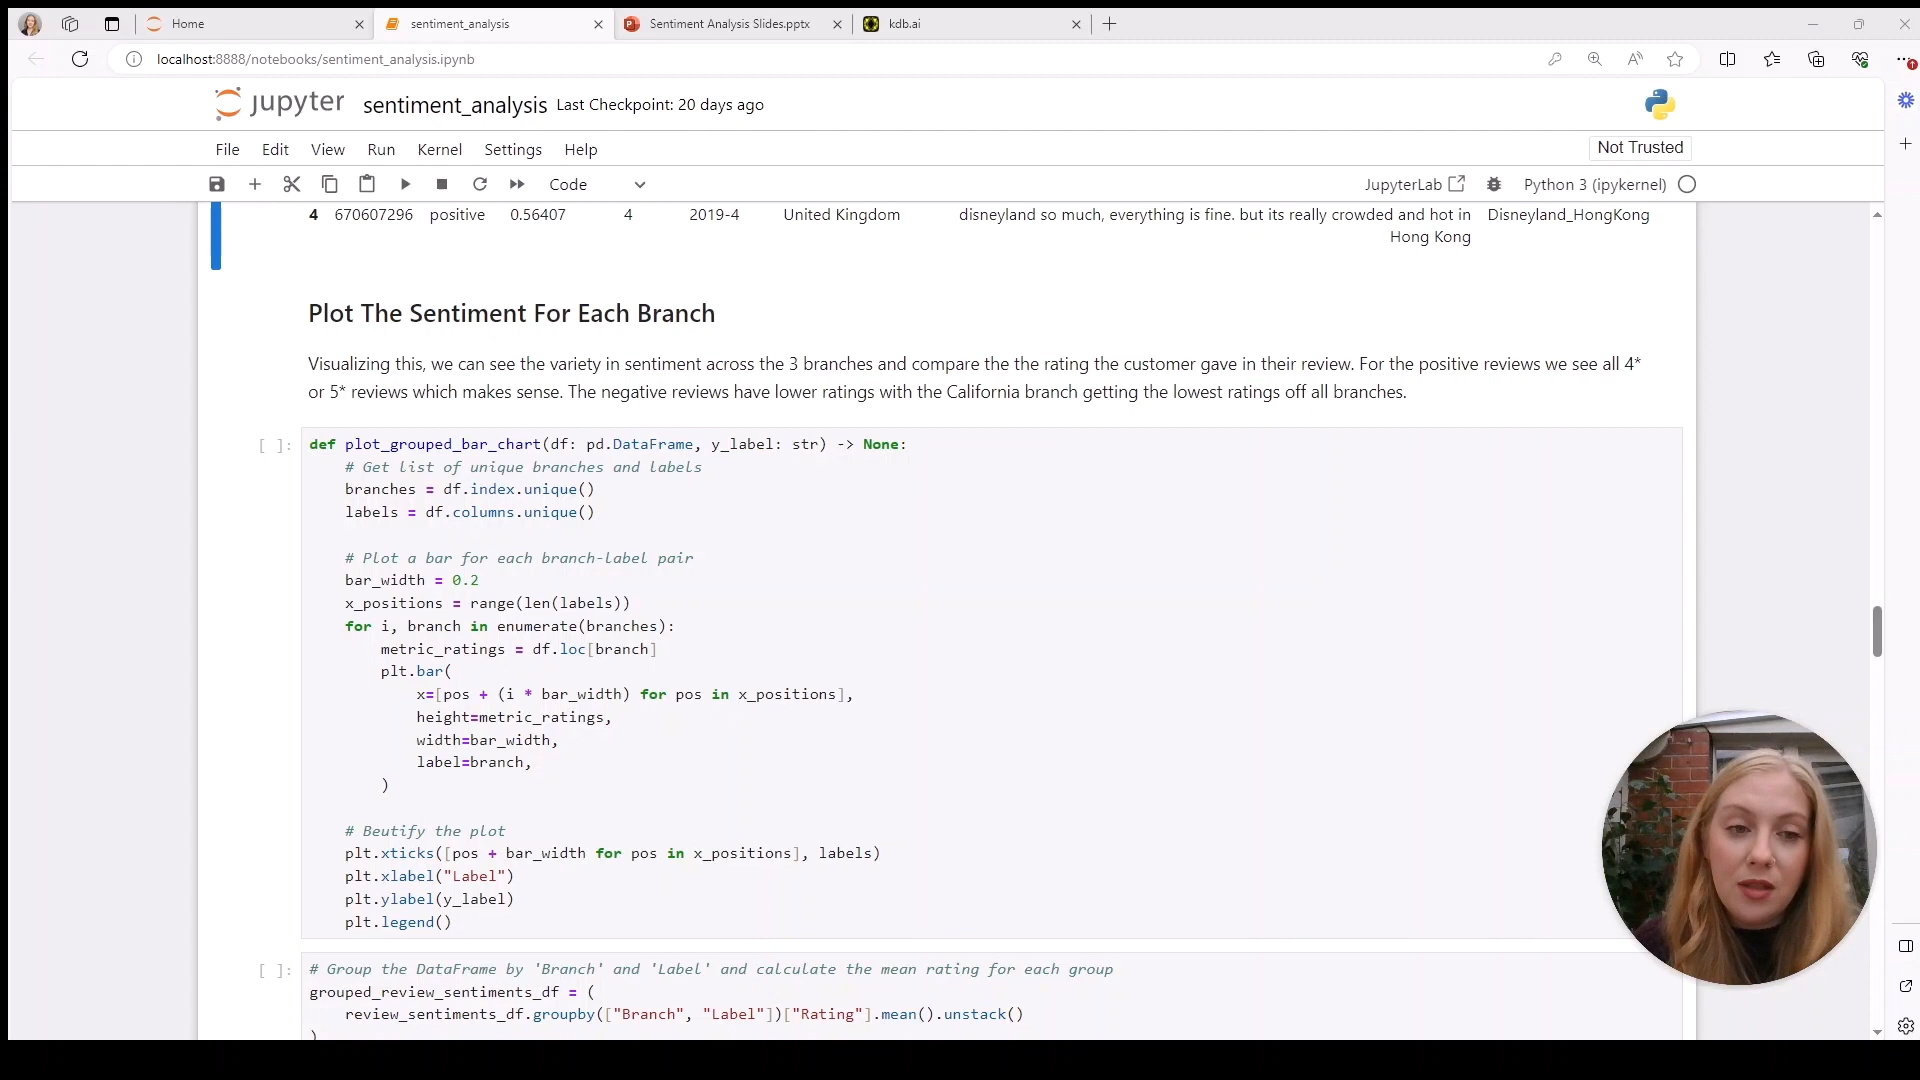 Home
sentiment_analysis
Sentiment Analysis Slides.pptx
kdb.ai
localhost:8888/notebooks/sentiment_analysis.ipynb
jupyter sentiment_analysis Last Checkpoint: 20 days ago
File Edit View Run Kernel Settings Help Not Trusted
Code JupyterLab Python 3 (ipykernel)
4 670607296 positive 0.56407 4 2019-4 United Kingdom disneyland so much, everything is fine. but its really crowded and hot in Disneyland_HongKong
Hong Kong
Plot The Sentiment For Each Branch
Visualizing this, we can see the variety in sentiment across the 3 branches and compare the the rating the customer gave in their review. For the positive reviews we see all 4*
or 5* reviews which makes sense. The negative reviews have lower ratings with the California branch getting the lowest ratings off all branches.
[ ]: def plot_grouped_bar_chart(df: pd.DataFrame, y_label: str) -> None:
# Get list of unique branches and labels
branches = df.index.unique()
labels = df.columns.unique()
# Plot a bar for each branch-label pair
bar_width = 0.2
x_positions = range(len(labels))
for i, branch in enumerate(branches):
metric_ratings = df.loc[branch]
plt.bar(
x=[pos + (i * bar_width) for pos in x_positions],
height=metric_ratings,
width=bar_width,
label=branch,
)
# Beutify the plot
plt.xticks([pos + bar_width for pos in x_positions], labels)
plt.xlabel("Label")
plt.ylabel(y_label)
plt.legend()
[ ]: # Group the DataFrame by 'Branch' and 'Label' and calculate the mean rating for each group
grouped_review_sentiments_df = (
review_sentiments_df.groupby(["Branch", "Label"])["Rating"].mean().unstack()
)